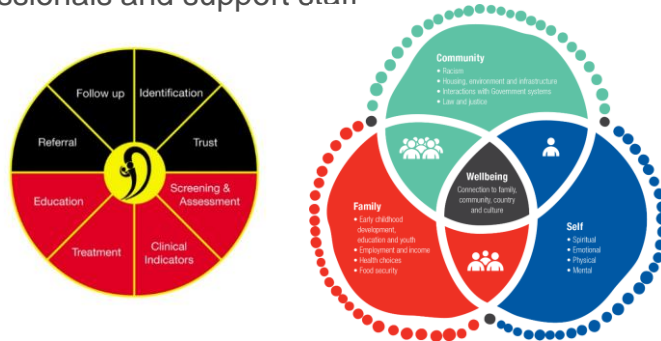 ssionals and support staff
Follow up
Identification
Referral
Trust
Education
Screening &
Assessment
Treatment
Clinical
Indicators
Community
• Racism
• Housing, environment and infrastructure
• Interactions with Government systems
• Law and justice
Wellbeing
Connection to family,
community, country
and culture
Family
• Early childhood
development,
education and youth
• Employment and income
• Health choices
• Food security
Self
• Spiritual
• Emotional
• Physical
• Mental